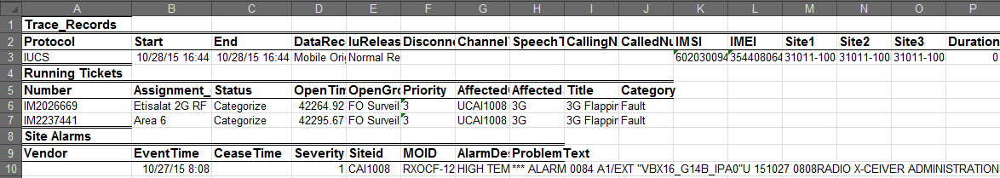 A B C D E F G H I J K L M N O P
1 Trace_Records
2 Protocol Start End DataRec IuReleas Disconne Channel SpeechT CallingN CalledNu IMSI IMEI Site1 Site2 Site3 Duration
3 IUCS 10/28/15 16:44 10/28/15 16:44 Mobile Orig Normal Re 602030094 354408064 31011-100 31011-100 31011-100 0
4 Running Tickets
5 Number Assignment_ Status OpenTim OpenGro Priority Affected Affected Title Category
6 IM2026669 Etisalat 2G RF Categorize 42264.92 FO Surveil 3 UCAI1008 3G 3G Flappin Fault
7 IM2237441 Area 6 Categorize 42295.67 FO Surveil 3 UCAI1008 3G 3G Flappin Fault
8 Site Alarms
9 Vendor EventTime CeaseTime Severity Siteid MOID AlarmDes ProblemText
10 10/27/15 8:08 1 CAI1008 RXOCF-12 HIGH TEM *** ALARM 0084 A1/EXT "VBX16_G14B_IPA0"U 151027 0808RADIO X-CEIVER ADMINISTRATION